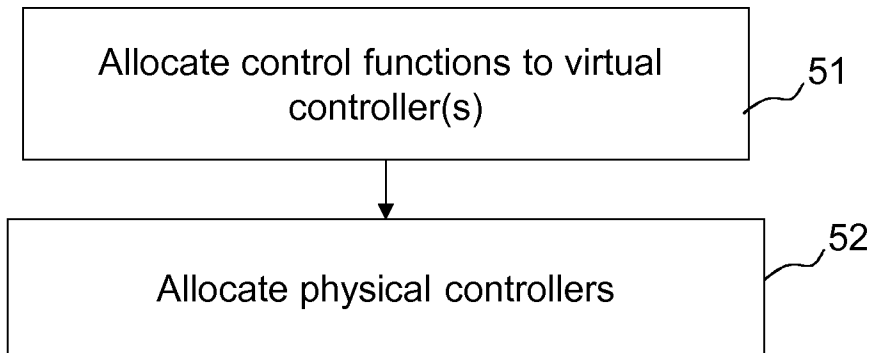 Allocate control functions to virtual
controller(s)
51
Allocate physical controllers
52